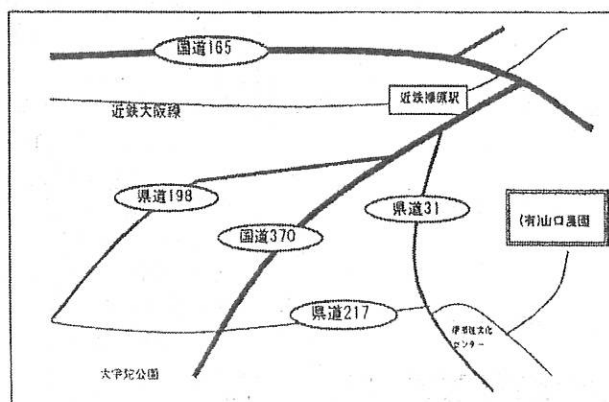 国道165
近鉄榛原駅
近鉄大阪線
県道198
県道31
(有)山口農園
国道370
県道217
伊那佐文化
センター
大宇陀公園